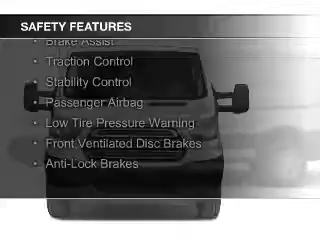 SAFETY FEATURES
• Brake Assist
• Traction Control
• Stability Control
• Passenger Airbag
• Low Tire Pressure Warning
• Front Ventilated Disc Brakes
• Anti-Lock Brakes